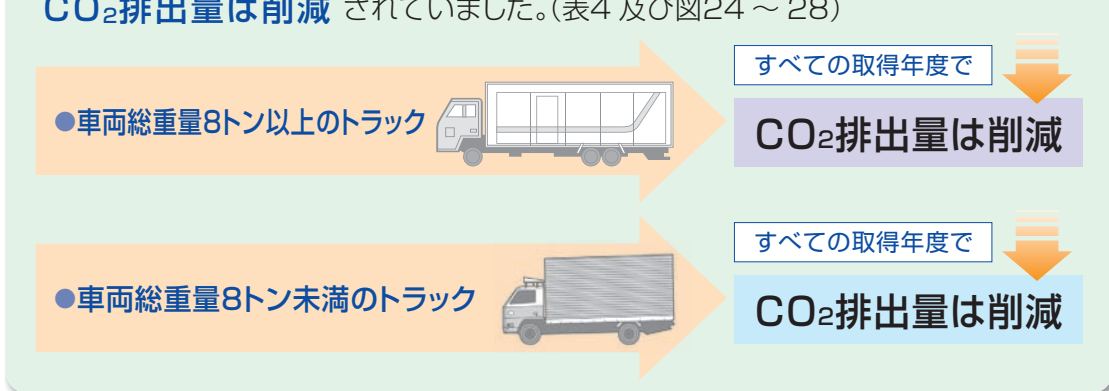 CO₂排出量は削減 されていました。(表4 及び図24 ～ 28)
すべての取得年度で
●車両総重量8トン以上のトラック
CO₂排出量は削減
すべての取得年度で
●車両総重量8トン未満のトラック
CO₂排出量は削減